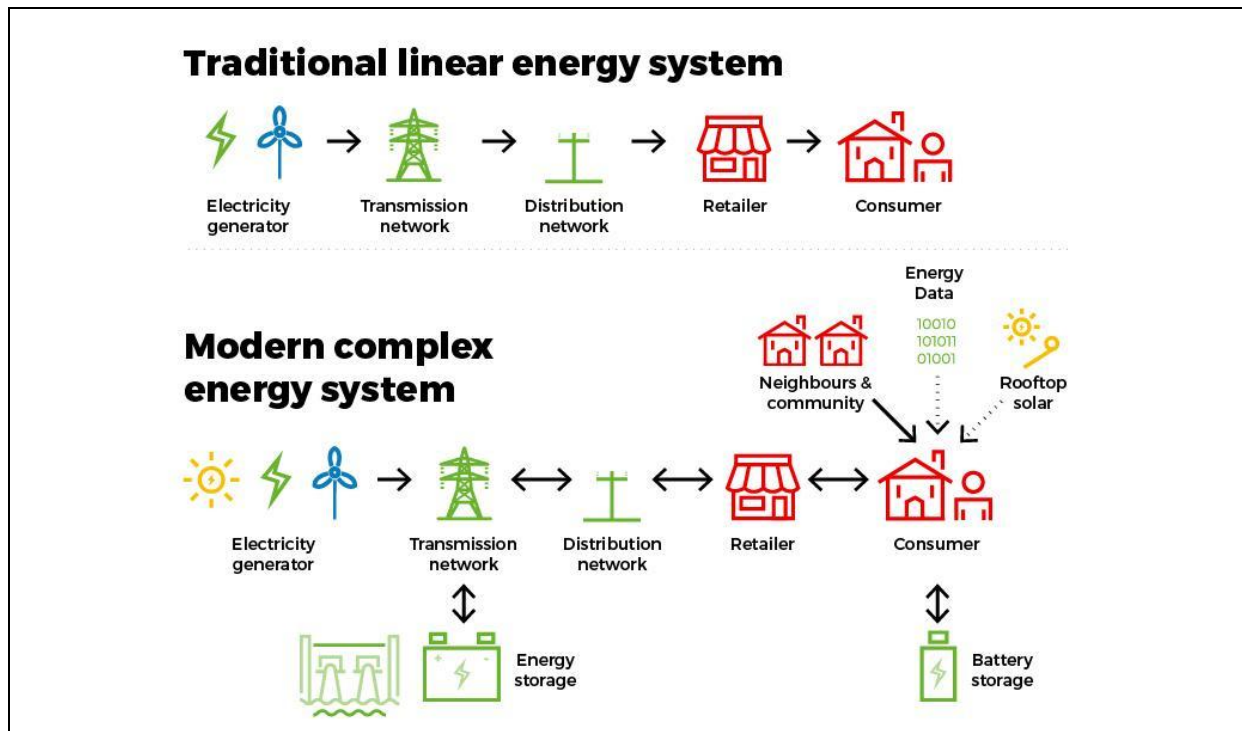 Traditional linear energy system
Electricity
generator
Transmission
network
Distribution
network
Retailer
Consumer
Energy
Data
10010
101011
01001
Modern complex
energy system
Neighbours &
community
Rooftop
solar
Electricity
generator
Transmission
network
Distribution
network
Retailer
Consumer
+ -
Energy
storage
Battery
storage